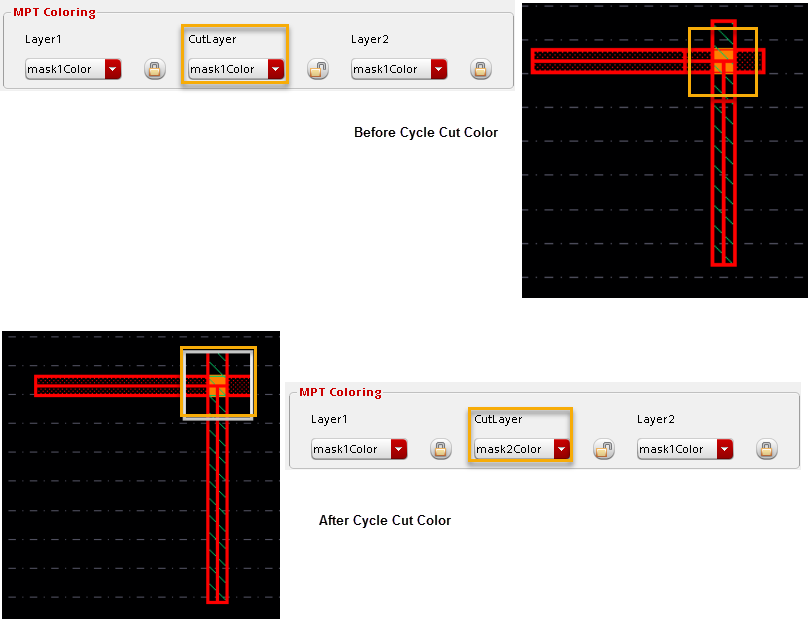 MPT Coloring
Layer1 CutLayer Layer2
mask1Color mask1Color mask1Color
Before Cycle Cut Color
MPT Coloring
Layer1 CutLayer Layer2
mask1Color mask2Color mask1Color
After Cycle Cut Color